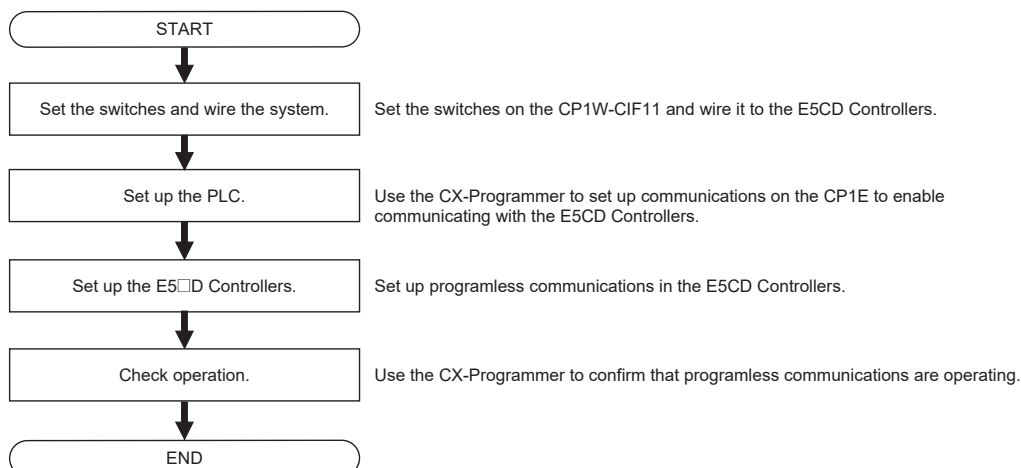 START
Set the switches and wire the system.
Set the switches on the CP1W-CIF11 and wire it to the E5CD Controllers.
Set up the PLC.
Use the CX-Programmer to set up communications on the CP1E to enable
communicating with the E5CD Controllers.
Set up the E5□D Controllers.
Set up programless communications in the E5CD Controllers.
Check operation.
Use the CX-Programmer to confirm that programless communications are operating.
END